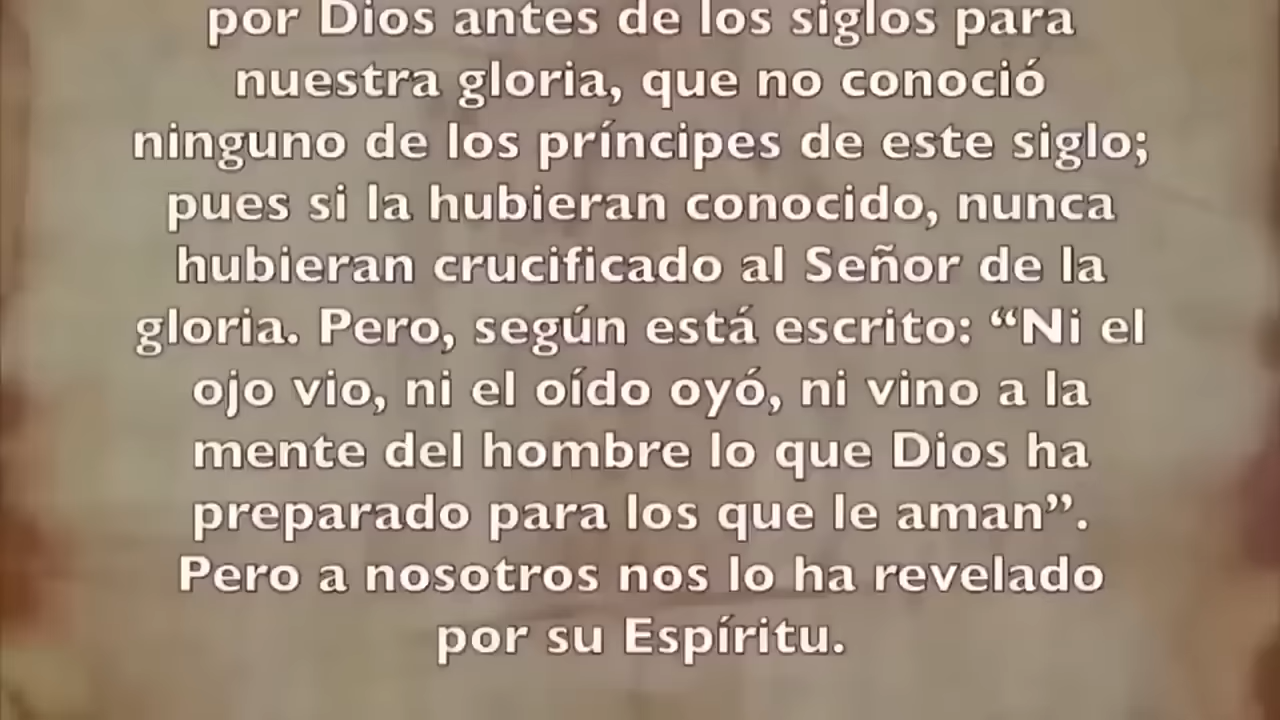 por Dios antes de los siglos para
nuestra gloria, que no conoció
ninguno de los príncipes de este siglo;
pues si la hubieran conocido, nunca
hubieran crucificado al Señor de la
gloria. Pero, según está escrito: “Ni el
ojo vio, ni el oído oyó, ni vino a la
mente del hombre lo que Dios ha
preparado para los que le aman”.
Pero a nosotros nos lo ha revelado
por su Espíritu.